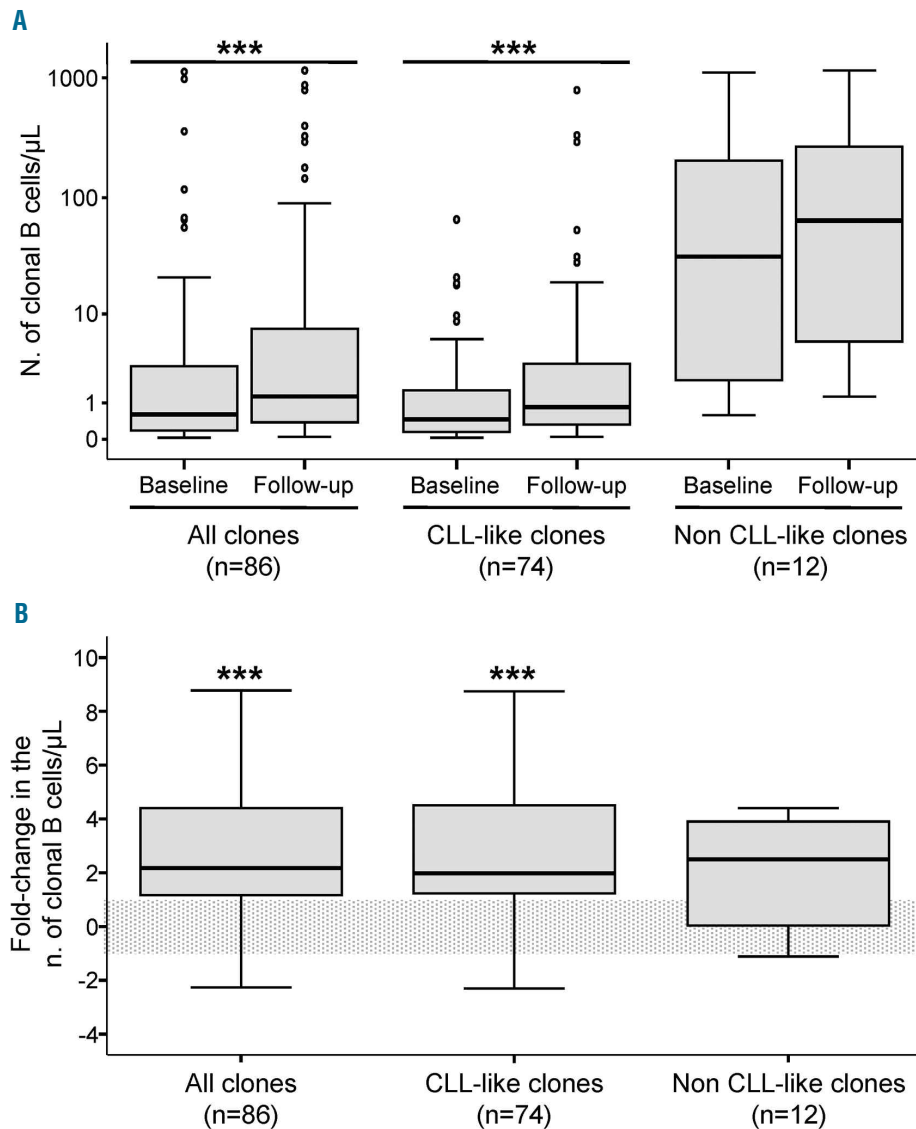 A
*** ***
1000
100
10
1
0
N. of clonal B cells/µL
Baseline Follow-up Baseline Follow-up Baseline Follow-up
All clones CLL-like clones Non CLL-like clones
(n=86) (n=74) (n=12)
B
*** ***
10
8
6
4
2
0
-2
-4
Fold-change in the
n. of clonal B cells/µL
All clones CLL-like clones Non CLL-like clones
(n=86) (n=74) (n=12)